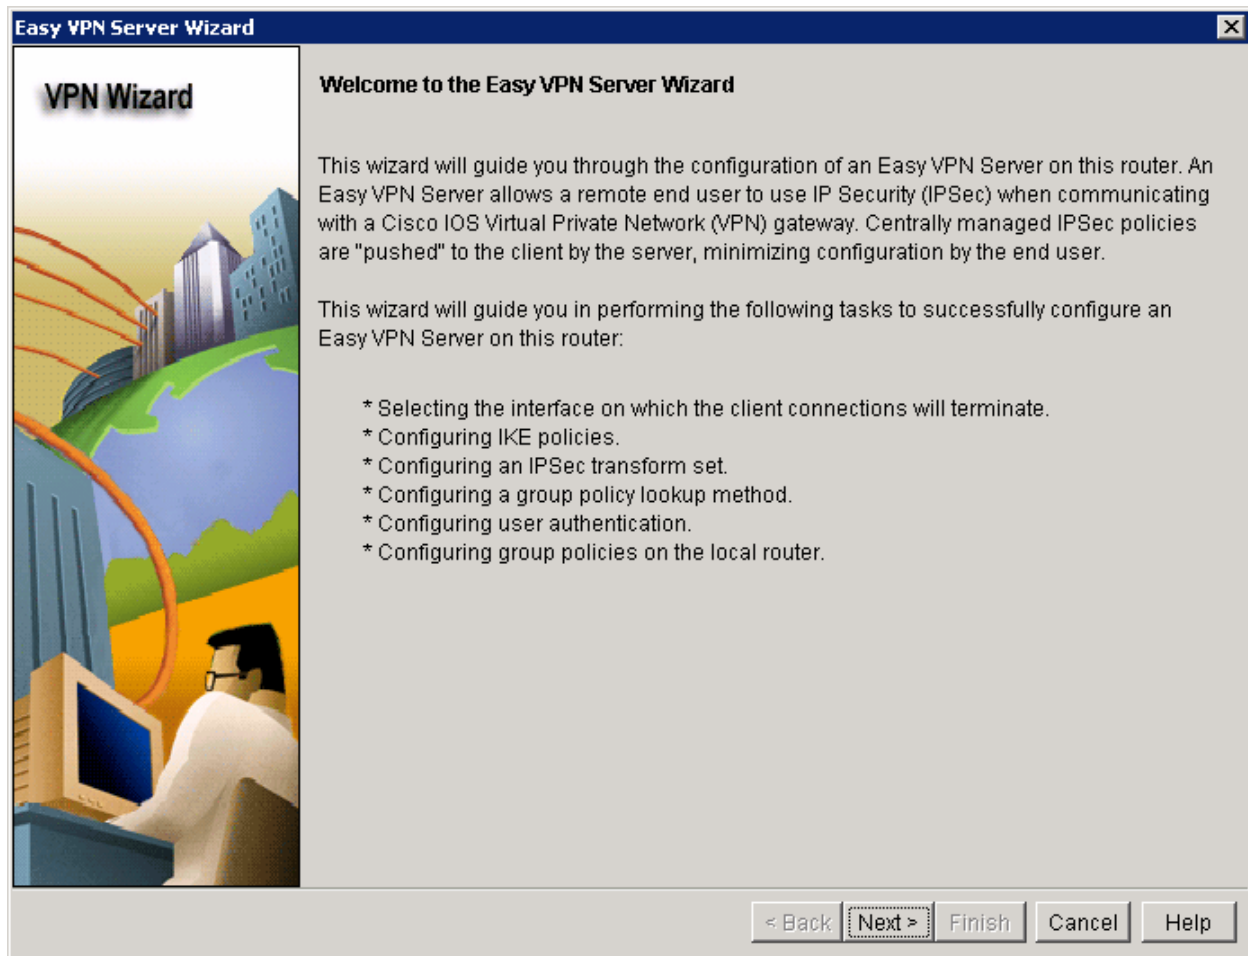 Easy VPN Server Wizard
VPN Wizard
Welcome to the Easy VPN Server Wizard
This wizard will guide you through the configuration of an Easy VPN Server on this router. An
Easy VPN Server allows a remote end user to use IP Security (IPSec) when communicating
with a Cisco IOS Virtual Private Network (VPN) gateway. Centrally managed IPSec policies
are "pushed" to the client by the server, minimizing configuration by the end user.
This wizard will guide you in performing the following tasks to successfully configure an
Easy VPN Server on this router:
* Selecting the interface on which the client connections will terminate.
* Configuring IKE policies.
* Configuring an IPSec transform set.
* Configuring a group policy lookup method.
* Configuring user authentication.
* Configuring group policies on the local router.
< Back Next > Finish Cancel Help